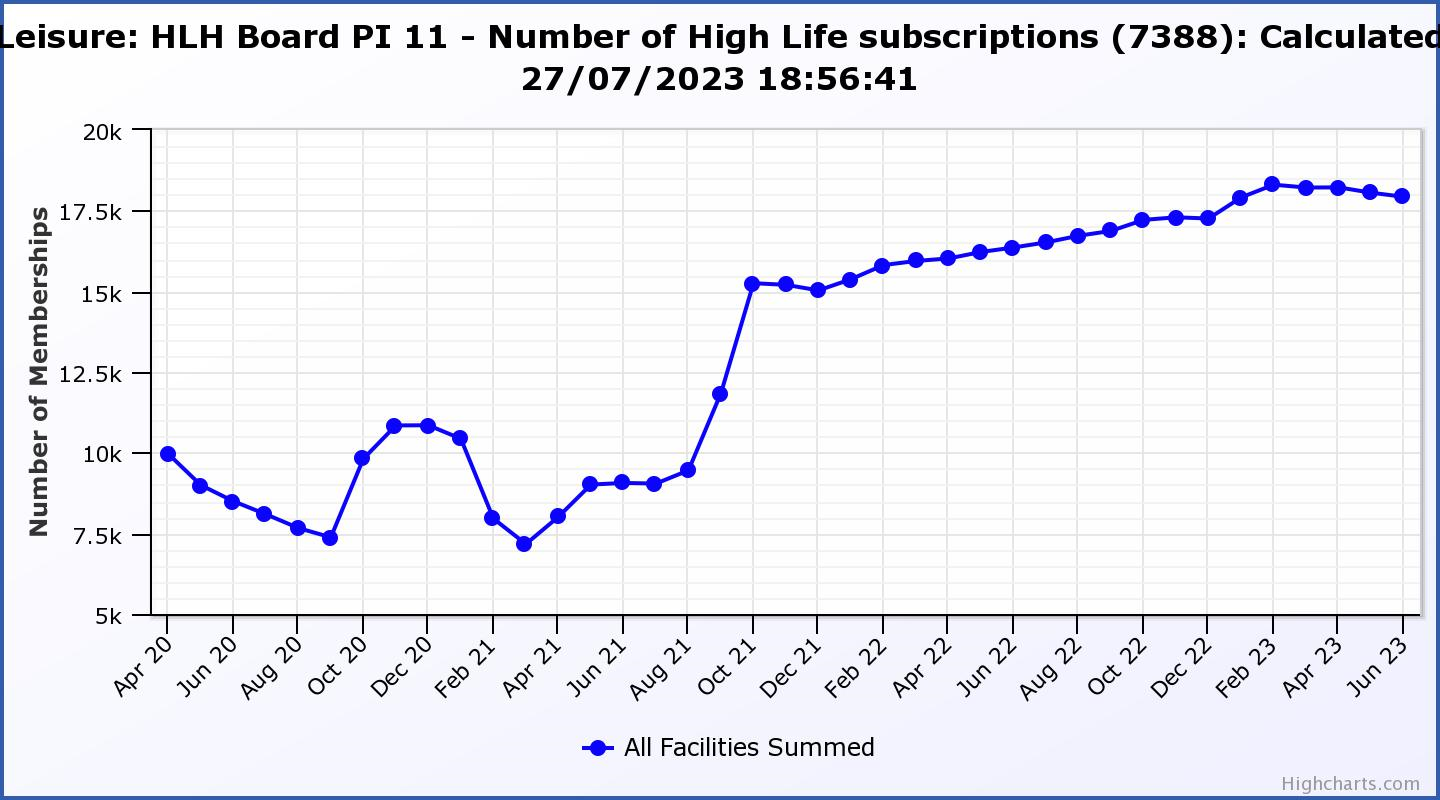 Leisure: HLH Board PI 11 - Number of High Life subscriptions (7388): Calculated
27/07/2023 18:56:41
Number of Memberships
20k
17.5k
15k
12.5k
10k
7.5k
5k
Apr 20
Jun 20
Aug 20
Oct 20
Dec 20
Feb 21
Apr 21
Jun 21
Aug 21
Oct 21
Dec 21
Feb 22
Apr 22
Jun 22
Aug 22
Oct 22
Dec 22
Feb 23
Apr 23
Jun 23
All Facilities Summed
Highcharts.com